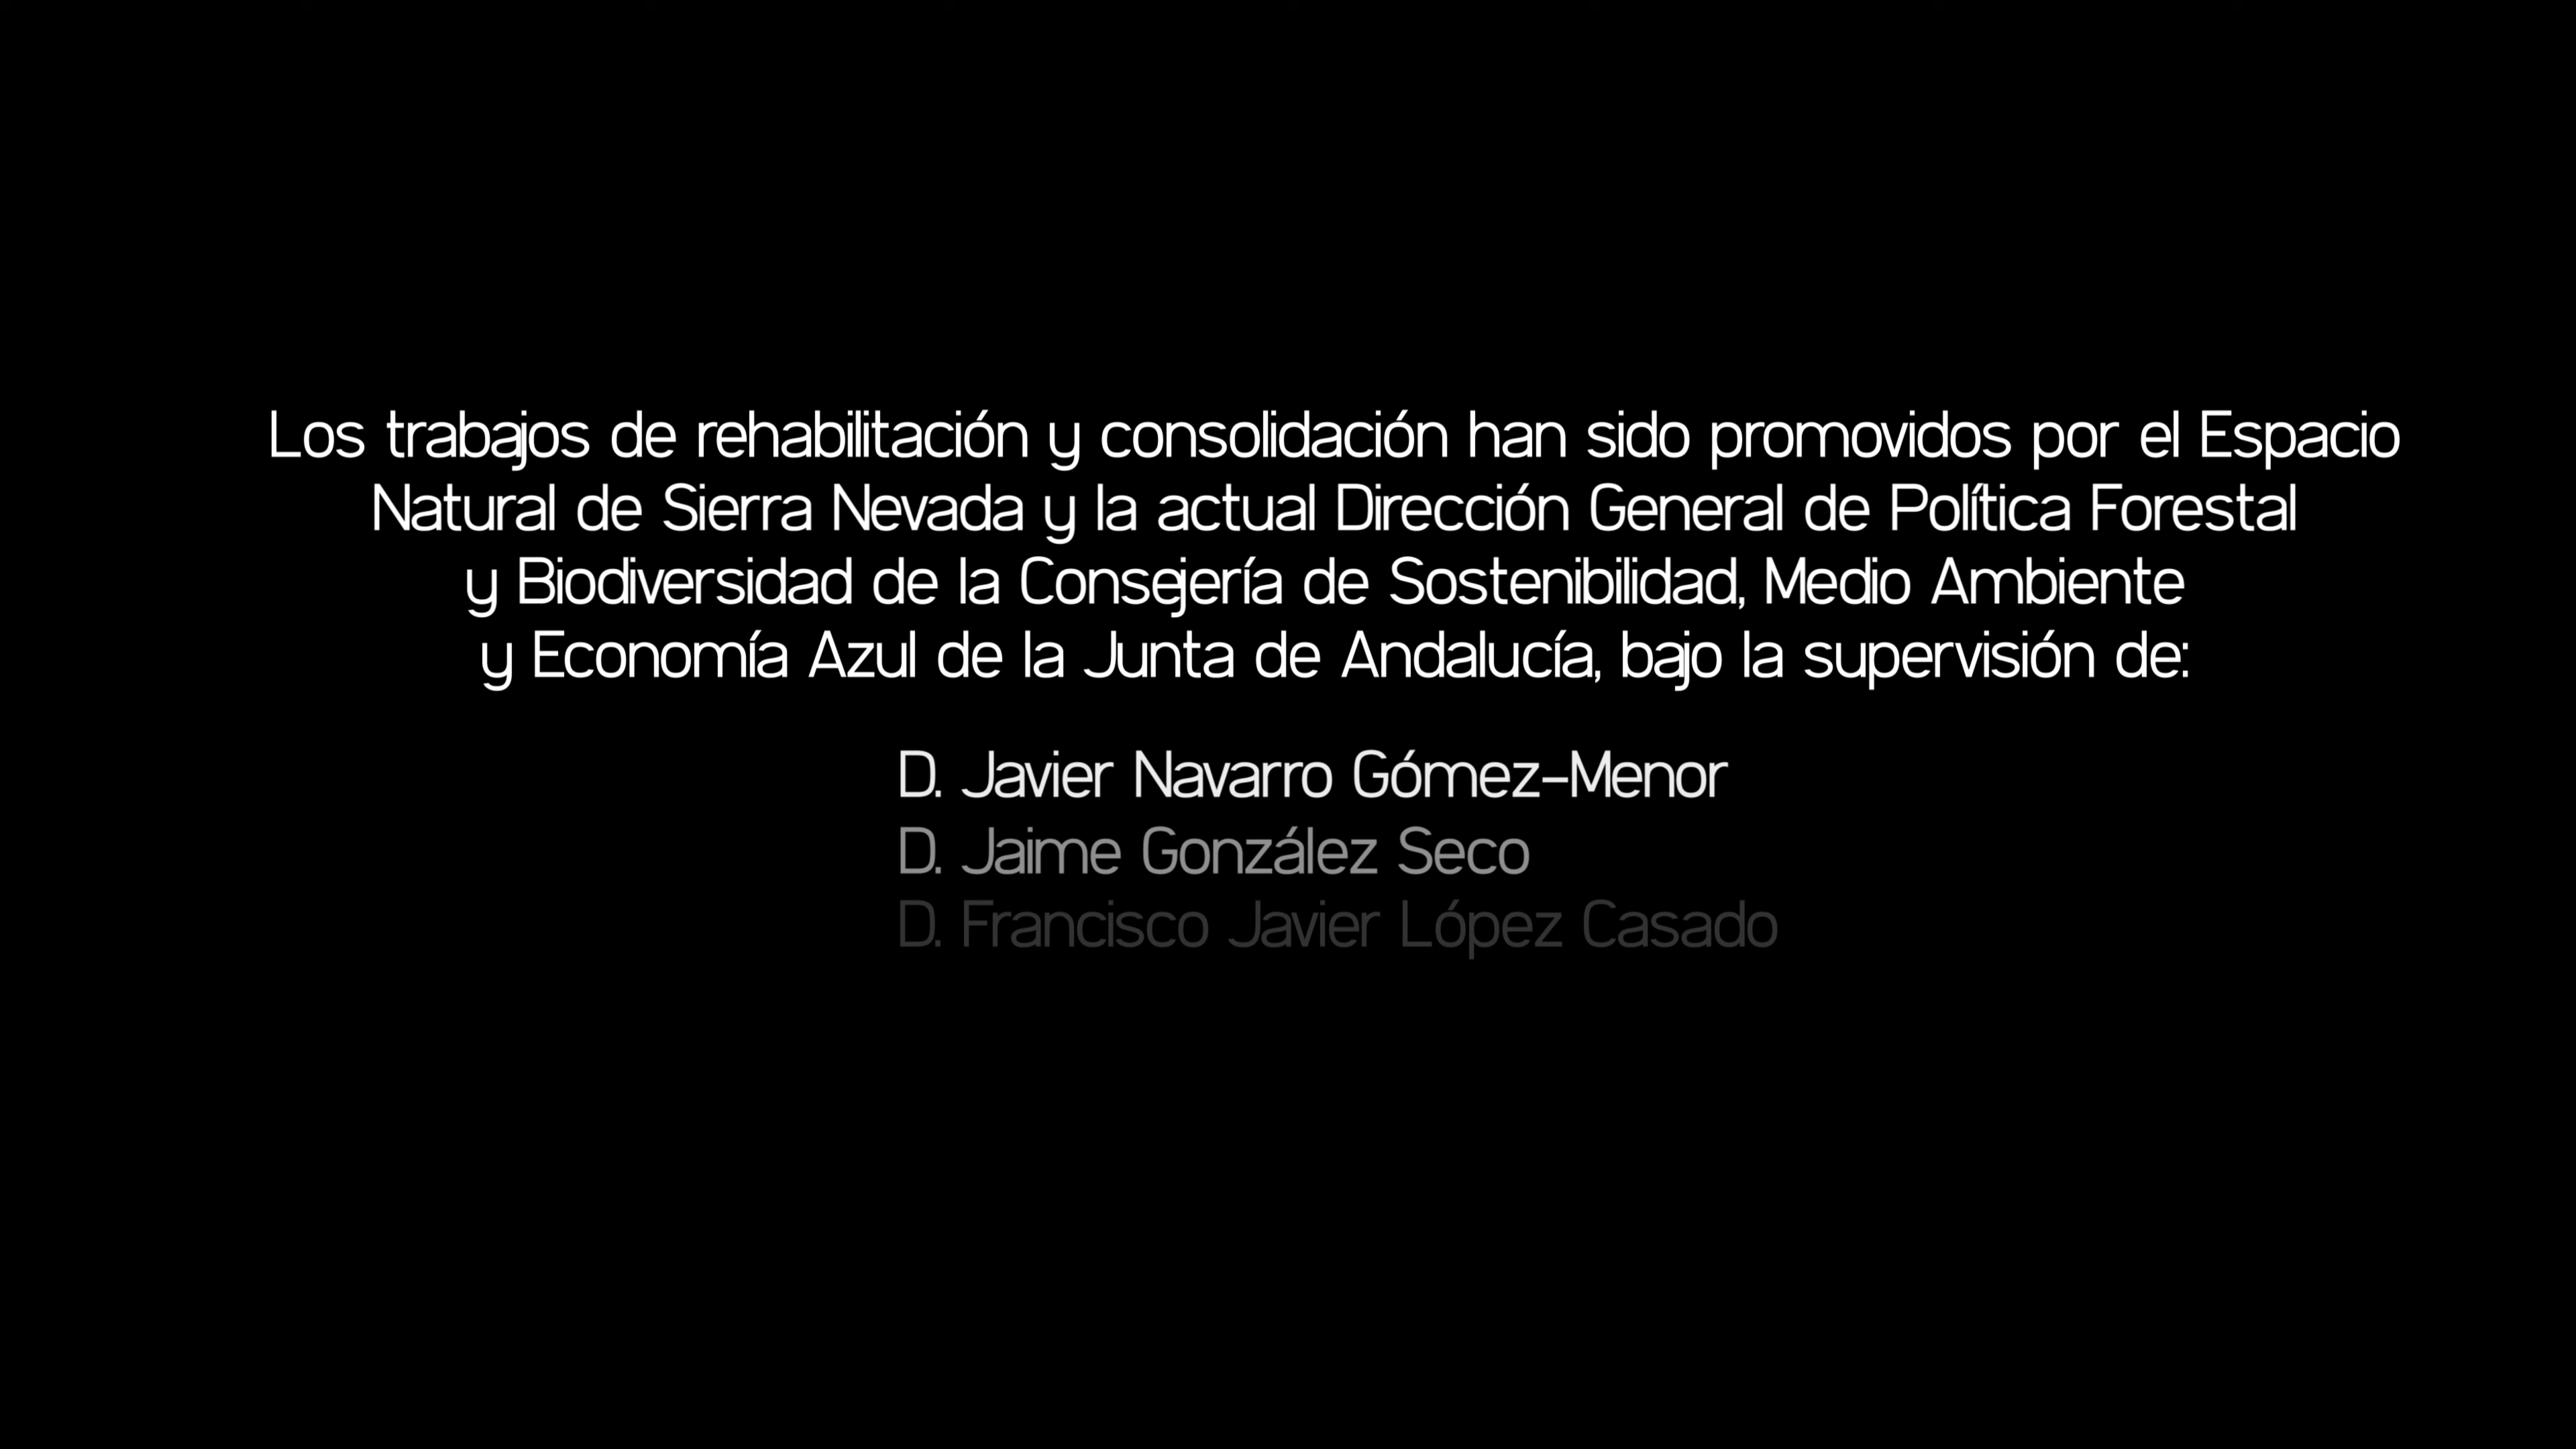 Los trabajos de rehabilitación y consolidación han sido promovidos por el Espacio
Natural de Sierra Nevada y la actual Dirección General de Política Forestal
y Biodiversidad de la Consejería de Sostenibilidad, Medio Ambiente
y Economía Azul de la Junta de Andalucía, bajo la supervisión de:
D. Javier Navarro Gómez-Menor
D. Jaime González Seco
D. Francisco Javier López Casado